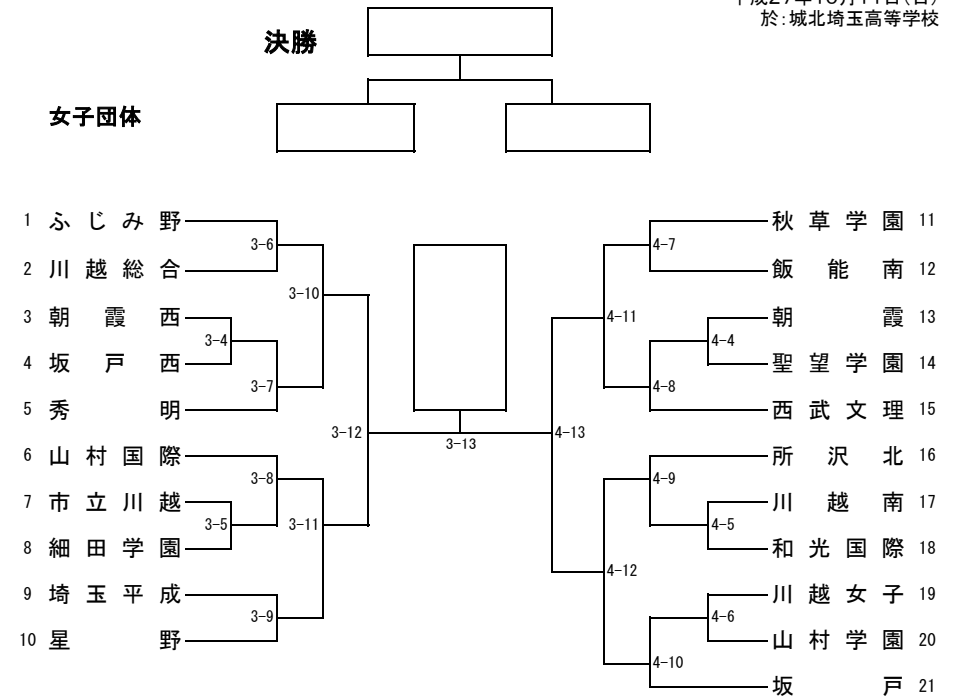 平成27年10月11日(日)
於:城北埼玉高等学校
決勝
女子団体
1 ふじみ野
2 川越総合
3 朝霞西
4 坂戸西
5 秀明
6 山村国際
7 市立川越
8 細田学園
9 埼玉平成
10 星野
3-6
3-10
3-4
3-7
3-12
3-8
3-5
3-11
3-9
3-13
4-7
4-11
4-4
4-8
4-13
4-9
4-5
4-12
4-6
4-10
秋草学園 11
飯能南 12
朝霞 13
聖望学園 14
西武文理 15
所沢北 16
川越南 17
和光国際 18
川越女子 19
山村学園 20
坂戸 21